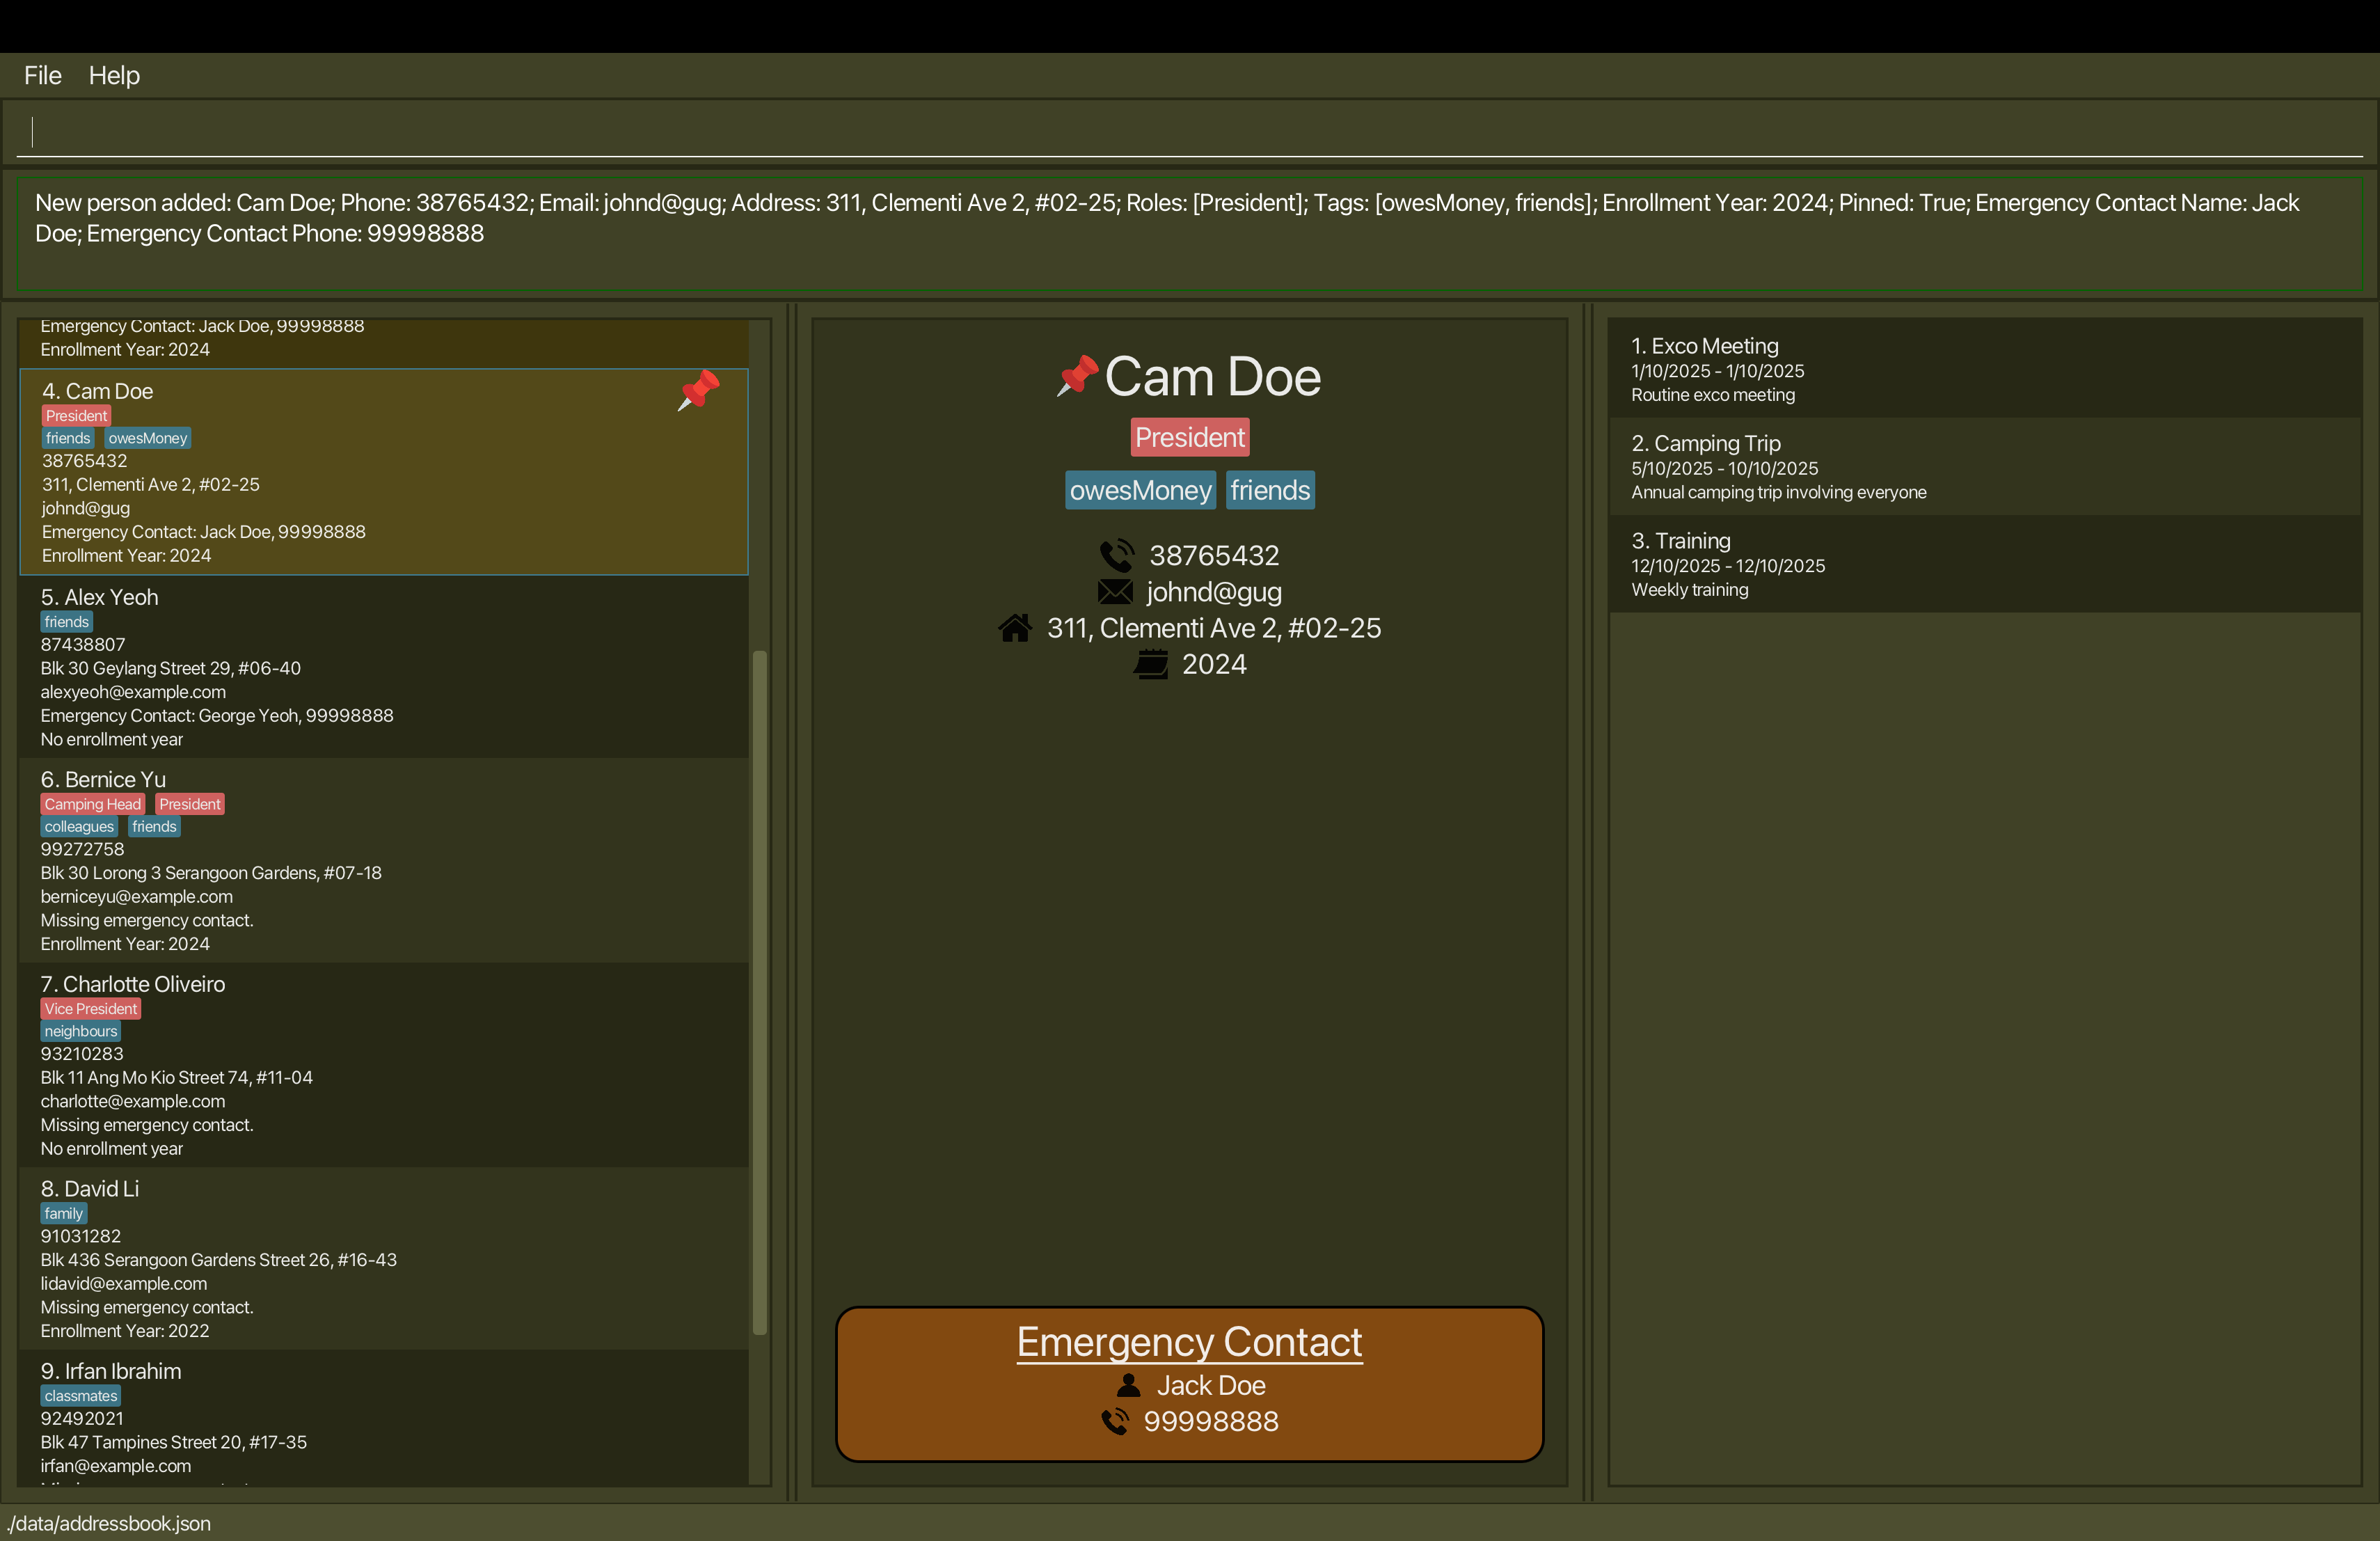 File Help
New person added: Cam Doe; Phone: 38765432; Email: johnd@gug; Address: 311, Clementi Ave 2, #02-25; Roles: [President]; Tags: [owesMoney, friends]; Enrollment Year: 2024; Pinned: True; Emergency Contact Name: Jack
Doe; Emergency Contact Phone: 99998888
Emergency Contact: Jack Doe, 99998888
Enrollment Year: 2024
4. Cam Doe
President
friends owesMoney
38765432
311, Clementi Ave 2, #02-25
johnd@gug
Emergency Contact: Jack Doe, 99998888
Enrollment Year: 2024
5. Alex Yeoh
friends
87438807
Blk 30 Geylang Street 29, #06-40
alexyeoh@example.com
Emergency Contact: George Yeoh, 99998888
No enrollment year
6. Bernice Yu
Camping Head President
colleagues friends
99272758
Blk 30 Lorong 3 Serangoon Gardens, #07-18
berniceyu@example.com
Missing emergency contact.
Enrollment Year: 2024
7. Charlotte Oliveiro
Vice President
neighbours
93210283
Blk 11 Ang Mo Kio Street 74, #11-04
charlotte@example.com
Missing emergency contact.
No enrollment year
8. David Li
family
91031282
Blk 436 Serangoon Gardens Street 26, #16-43
lidavid@example.com
Missing emergency contact.
Enrollment Year: 2022
9. Irfan Ibrahim
classmates
92492021
Blk 47 Tampines Street 20, #17-35
irfan@example.com
Cam Doe
President
owesMoney friends
38765432
johnd@gug
311, Clementi Ave 2, #02-25
2024
Emergency Contact
Jack Doe
99998888
1. Exco Meeting
1/10/2025 - 1/10/2025
Routine exco meeting
2. Camping Trip
5/10/2025 - 10/10/2025
Annual camping trip involving everyone
3. Training
12/10/2025 - 12/10/2025
Weekly training
./data/addressbook.json